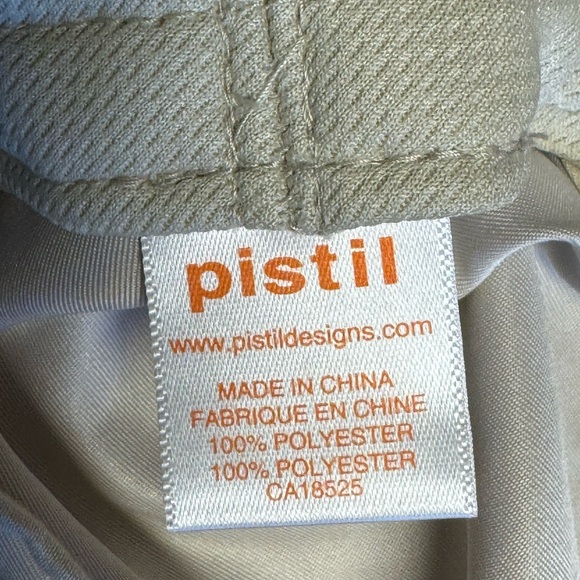 pistil
www.pistildesigns.com
MADE IN CHINA
FABRIQUE EN CHINE
100% POLYESTER
100% POLYESTER
CA18525